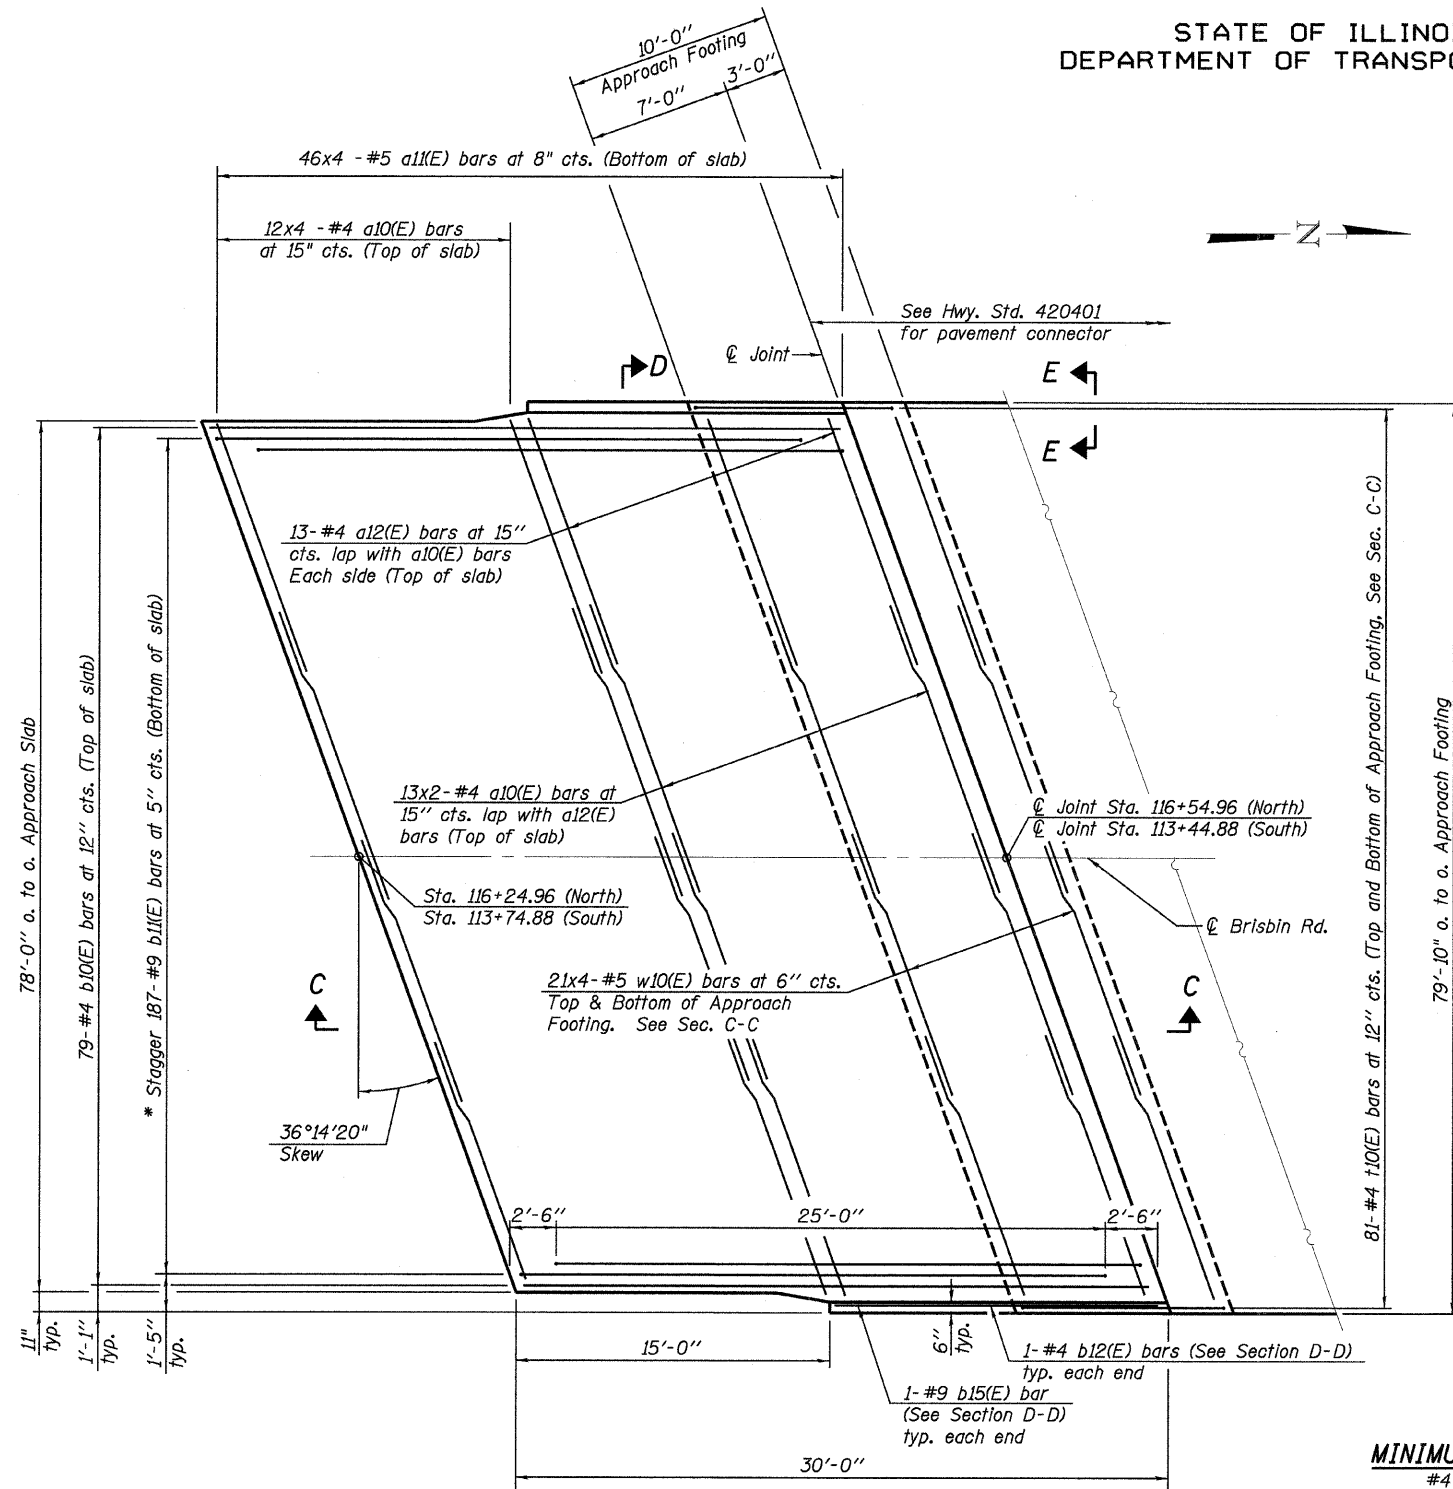 STATE OF ILLINO
DEPARTMENT OF TRANSPO
10'-0"
Approach Footing
7'-0"
3'-0"
46x4 - #5 a11(E) bars at 8" cts. (Bottom of slab)
12x4 - #4 a10(E) bars
at 15" cts. (Top of slab)
N
See Hwy. Std. 420401
for pavement connector
℄ Joint
D
E
E
13- #4 a12(E) bars at 15"
cts. lap with a10(E) bars
Each side (Top of slab)
78'-0" o. to o. Approach Slab
79- #4 b10(E) bars at 12" cts. (Top of slab)
* Stagger 187- #9 b11(E) bars at 5" cts. (Bottom of slab)
81- #4 t10(E) bars at 12" cts. (Top and Bottom of Approach Footing, See Sec. C-C)
79'-10" o. to o. Approach Footing
13x2- #4 a10(E) bars at
15" cts. lap with a12(E)
bars (Top of slab)
℄ Joint Sta. 116+54.96 (North)
℄ Joint Sta. 113+44.88 (South)
Sta. 116+24.96 (North)
Sta. 113+74.88 (South)
℄ Brisbin Rd.
C
C
21x4- #5 w10(E) bars at 6" cts.
Top & Bottom of Approach
Footing. See Sec. C-C
36°14'20"
Skew
2'-6"
25'-0"
2'-6"
11"
typ.
1'-1"
typ.
1'-5"
typ.
15'-0"
6"
typ.
1- #4 b12(E) bars (See Section D-D)
typ. each end
1- #9 b15(E) bar
(See Section D-D)
typ. each end
30'-0"
MINIMU
#4